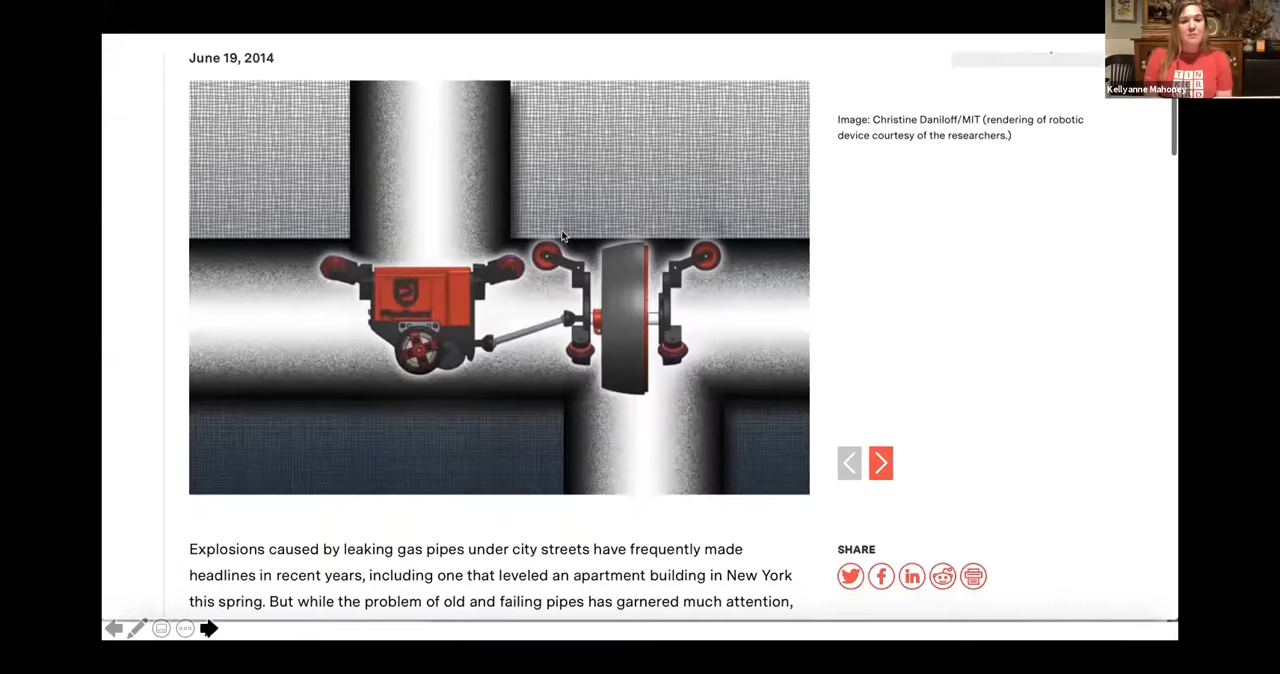 June 19, 2014
Kellyanne Mahoney
TIN
KER
CAD
Image: Christine Daniloff/MIT (rendering of robotic
device courtesy of the researchers.)
Explosions caused by leaking gas pipes under city streets have frequently made
headlines in recent years, including one that leveled an apartment building in New York
this spring. But while the problem of old and failing pipes has garnered much attention,
SHARE